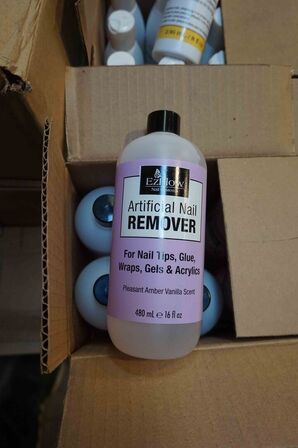 EzFlow
Artificial Nail
REMOVER
For Nail Tips, Glue,
Wraps, Gels & Acrylics
Pleasant Amber Vanilla Scent
480 mL e 16 fl oz